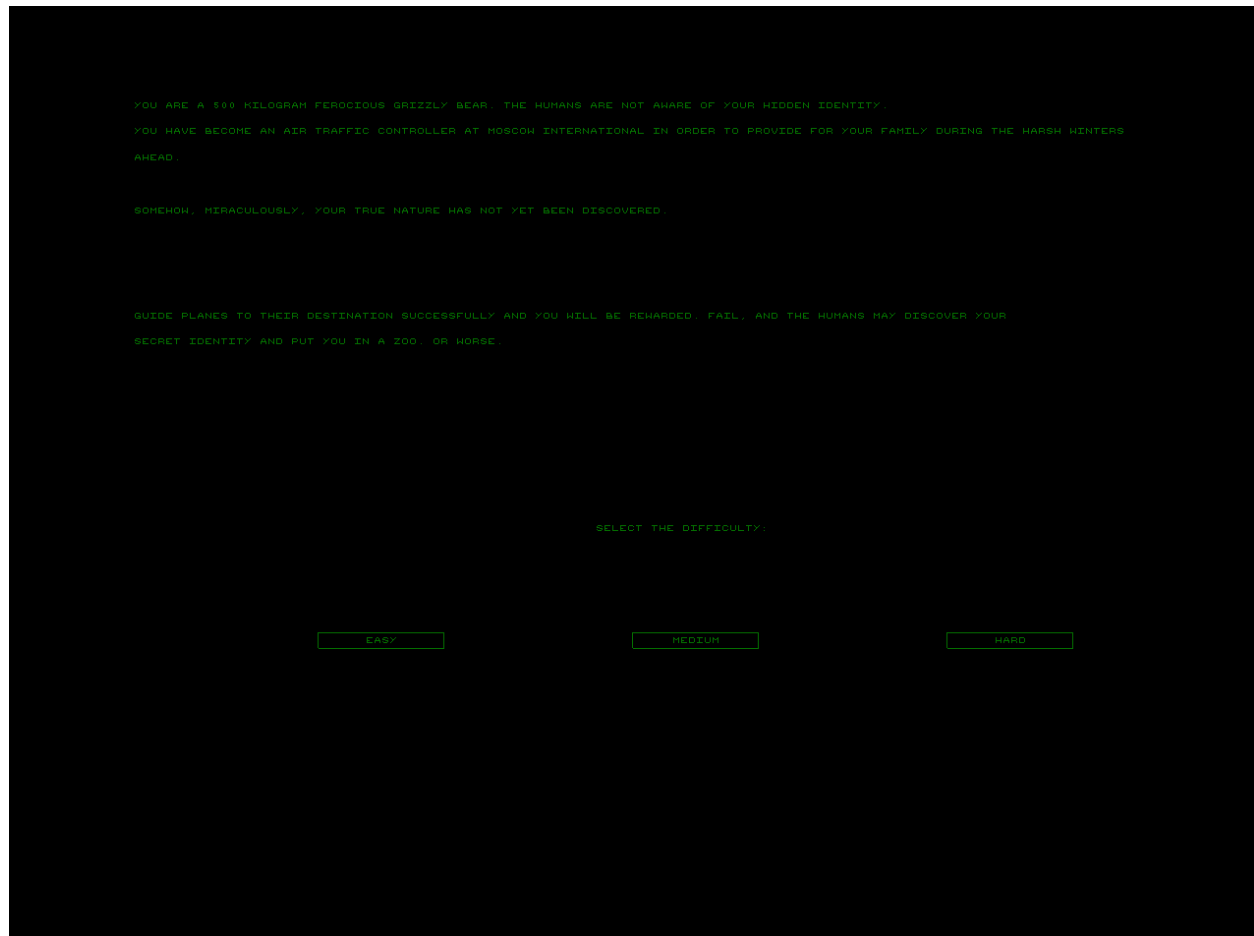 YOU ARE A 500 KILOGRAM FEROCIOUS GRIZZLY BEAR. THE HUMANS ARE NOT AWARE OF YOUR HIDDEN IDENTITY.
YOU HAVE BECOME AN AIR TRAFFIC CONTROLLER AT MOSCOW INTERNATIONAL IN ORDER TO PROVIDE FOR YOUR FAMILY DURING THE HARSH WINTERS
AHEAD.
SOMEHOW, MIRACULOUSLY, YOUR TRUE NATURE HAS NOT YET BEEN DISCOVERED.
GUIDE PLANES TO THEIR DESTINATION SUCCESSFULLY AND YOU WILL BE REWARDED. FAIL, AND THE HUMANS MAY DISCOVER YOUR
SECRET IDENTITY AND PUT YOU IN A ZOO. OR WORSE.
SELECT THE DIFFICULTY:
EASY MEDIUM HARD